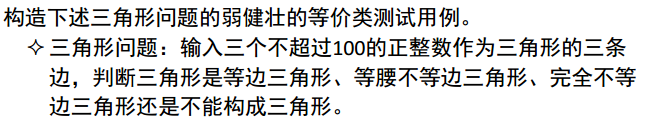 构造下述三角形问题的弱健壮的等价类测试用例。
✧三角形问题：输入三个不超过100的正整数作为三角形的三条
边，判断三角形是等边三角形、等腰不等边三角形、完全不等
边三角形还是不能构成三角形。